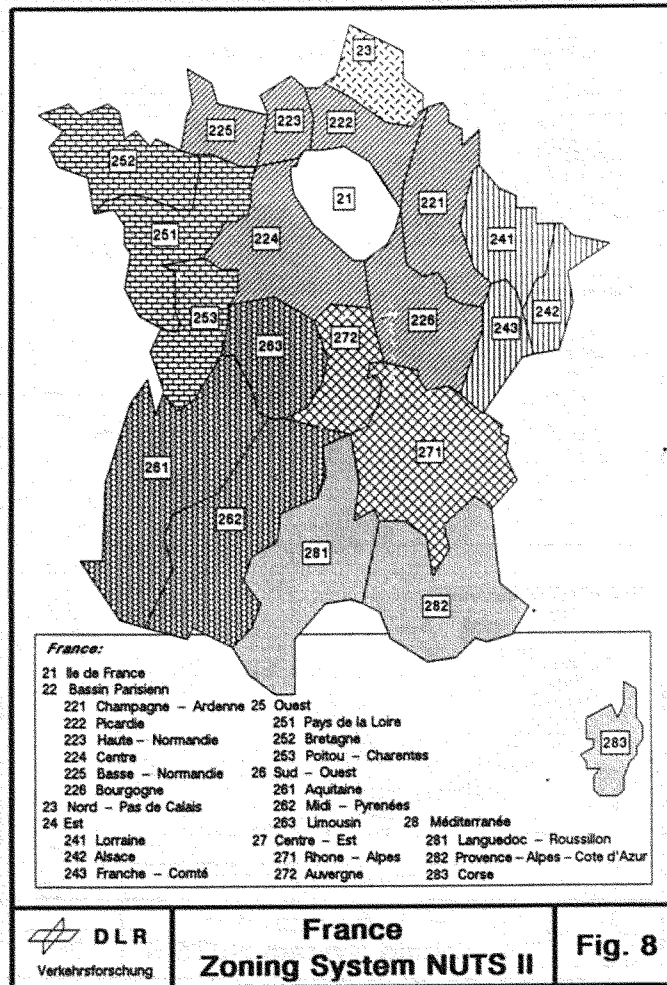 23
225
223
222
252
21
221
251
224
241
253
263
272
226
243
242
261
271
262
281
282
France:
21 Ile de France
22 Bassin Parisienn
221 Champagne – Ardenne
222 Picardie
223 Haute – Normandie
224 Centre
225 Basse – Normandie
226 Bourgogne
23 Nord – Pas de Calais
24 Est
241 Lorraine
242 Alsace
243 Franche – Comté
25 Ouest
251 Pays de la Loire
252 Bretagne
253 Poitou – Charentes
26 Sud – Ouest
261 Aquitaine
262 Midi – Pyrenées
263 Limousin
27 Centre – Est
271 Rhone – Alpes
272 Auvergne
28 Méditerranée
281 Languedoc – Roussillon
282 Provence – Alpes – Cote d'Azur
283 Corse
283
DLR
Verkehrsforschung
France
Zoning System NUTS II
Fig. 8